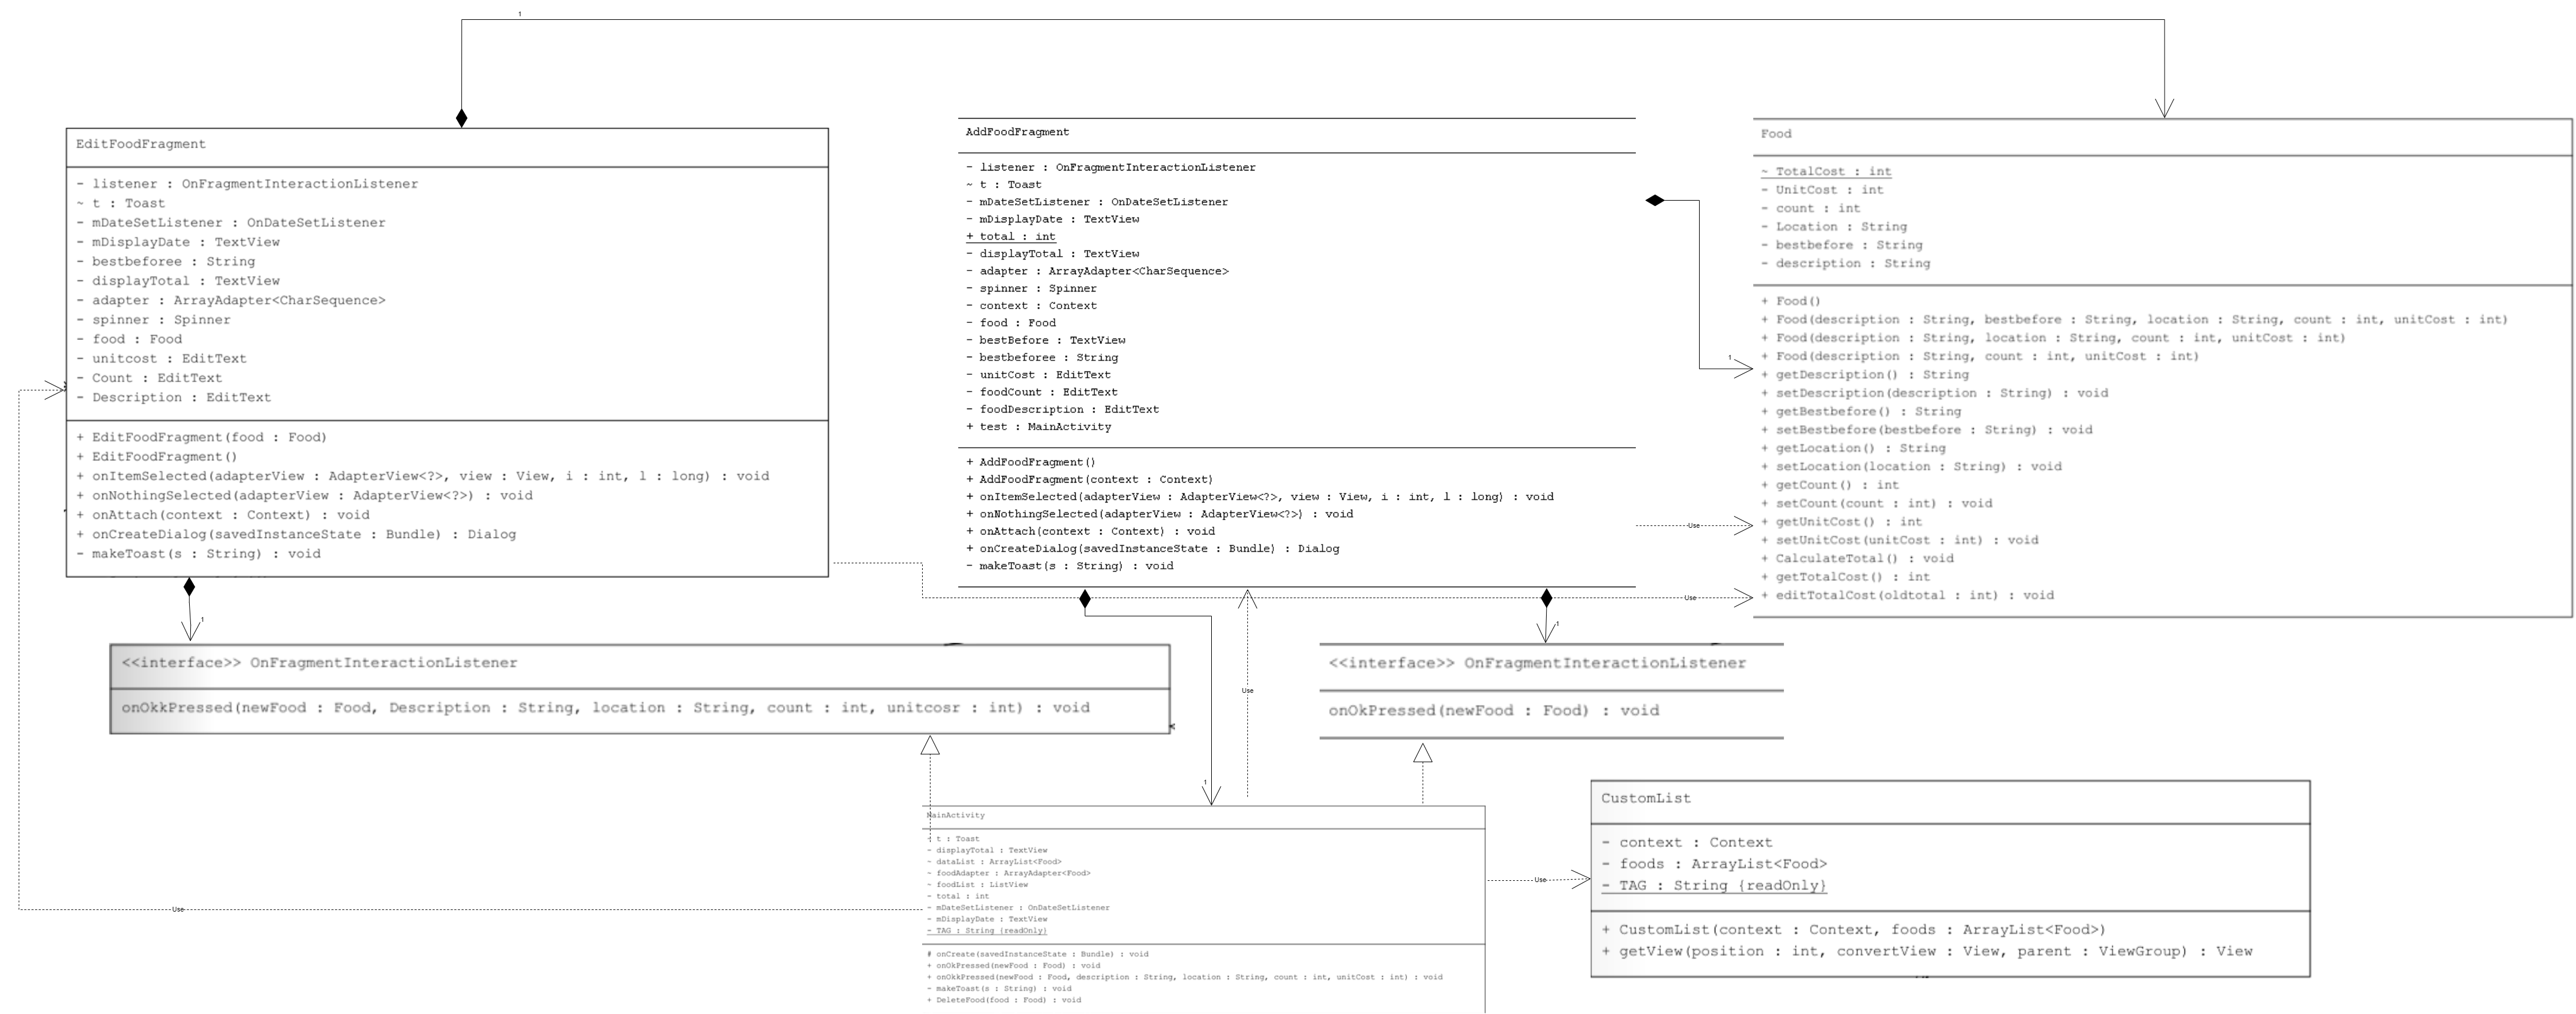 1
EditFoodFragment
- listener : OnFragmentInteractionListener
~ t : Toast
- mDateSetListener : OnDateSetListener
- mDisplayDate : TextView
- bestbeforee : String
- displayTotal : TextView
- adapter : ArrayAdapter<CharSequence>
- spinner : Spinner
- food : Food
- unitcost : EditText
- Count : EditText
- Description : EditText
+ EditFoodFragment(food : Food)
+ EditFoodFragment()
+ onItemSelected(adapterView : AdapterView<?>, view : View, i : int, l : long) : void
+ onNothingSelected(adapterView : AdapterView<?>) : void
+ onAttach(context : Context) : void
+ onCreateDialog(savedInstanceState : Bundle) : Dialog
- makeToast(s : String) : void
AddFoodFragment
- listener : OnFragmentInteractionListener
~ t : Toast
- mDateSetListener : OnDateSetListener
- mDisplayDate : TextView
+ total : int
- displayTotal : TextView
- adapter : ArrayAdapter<CharSequence>
- spinner : Spinner
- context : Context
- food : Food
- bestBefore : TextView
- bestbeforee : String
- unitCost : EditText
- foodCount : EditText
- foodDescription : EditText
+ test : MainActivity
+ AddFoodFragment()
+ AddFoodFragment(context : Context)
+ onItemSelected(adapterView : AdapterView<?>, view : View, i : int, l : long) : void
+ onNothingSelected(adapterView : AdapterView<?>) : void
+ onAttach(context : Context) : void
+ onCreateDialog(savedInstanceState : Bundle) : Dialog
- makeToast(s : String) : void
1
Use
Use
Food
~ TotalCost : int
- UnitCost : int
- count : int
- Location : String
- bestbefore : String
- description : String
+ Food()
+ Food(description : String, bestbefore : String, location : String, count : int, unitCost : int)
+ Food(description : String, location : String, count : int, unitCost : int)
+ Food(description : String, count : int, unitCost : int)
+ getDescription() : String
+ setDescription(description : String) : void
+ getBestbefore() : String
+ setBestbefore(bestbefore : String) : void
+ getLocation() : String
+ setLocation(location : String) : void
+ getCount() : int
+ setCount(count : int) : void
+ getUnitCost() : int
+ setUnitCost(unitCost : int) : void
+ CalculateTotal() : void
+ getTotalCost() : int
+ editTotalCost(oldtotal : int) : void
1
<<interface>> OnFragmentInteractionListener
onOkkPressed(newFood : Food, Description : String, location : String, count : int, unitcosr : int) : void
Use
1
1
<<interface>> OnFragmentInteractionListener
onOkPressed(newFood : Food) : void
MainActivity
~ t : Toast
- displayTotal : TextView
~ dataList : ArrayList<Food>
- foodAdapter : ArrayAdapter<Food>
~ foodList : ListView
- total : int
- mDateSetListener : OnDateSetListener
- mDisplayDate : TextView
- TAG : String {readOnly}
# onCreate(savedInstanceState : Bundle) : void
+ onOkPressed(newFood : Food) : void
+ onOkkPressed(newFood : Food, description : String, location : String, count : int, unitCost : int) : void
- makeToast(s : String) : void
+ DeleteFood(food : Food) : void
Use
Use
CustomList
- context : Context
- foods : ArrayList<Food>
- TAG : String {readOnly}
+ CustomList(context : Context, foods : ArrayList<Food>)
+ getView(position : int, convertView : View, parent : ViewGroup) : View